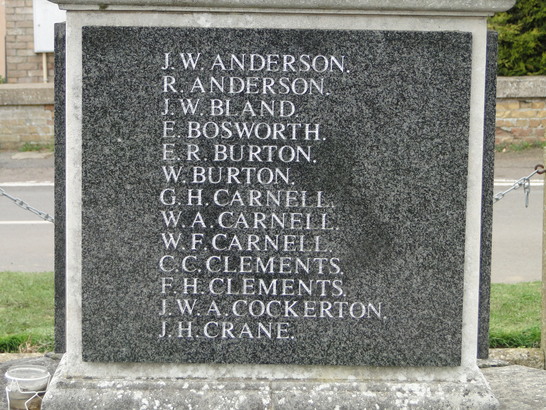 J. W. ANDERSON.
R. ANDERSON.
J. W. BLAND.
E. BOSWORTH.
E. R. BURTON.
W. BURTON.
G. H. CARNELL.
W. A. CARNELL.
W. F. CARNELL.
C. C. CLEMENTS.
F. H. CLEMENTS.
J. W. A. COCKERTON.
J. H. CRANE.